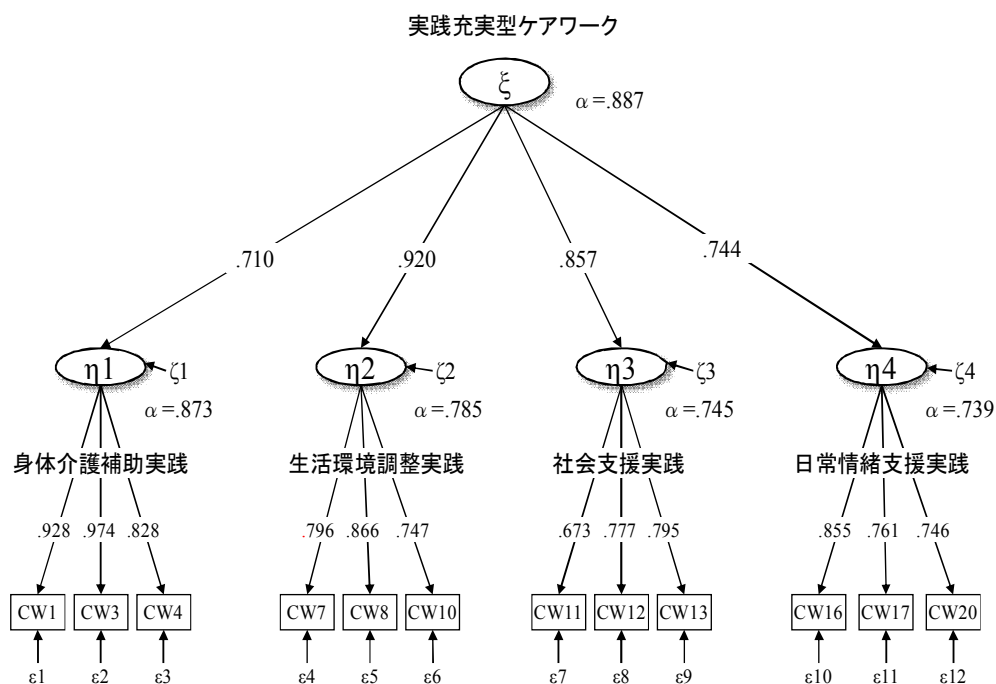 実践充実型ケアワーク
ξ
α=.887
.710 .920 .857 .744
η1 ζ1 η2 ζ2 η3 ζ3 η4 ζ4
α=.873 α=.785 α=.745 α=.739
身体介護補助実践 生活環境調整実践 社会支援実践 日常情緒支援実践
.928 .974 .828 .796 .866 .747 .673 .777 .795 .855 .761 .746
CW1 CW3 CW4 CW7 CW8 CW10 CW11 CW12 CW13 CW16 CW17 CW20
ε1 ε2 ε3 ε4 ε5 ε6 ε7 ε8 ε9 ε10 ε11 ε12